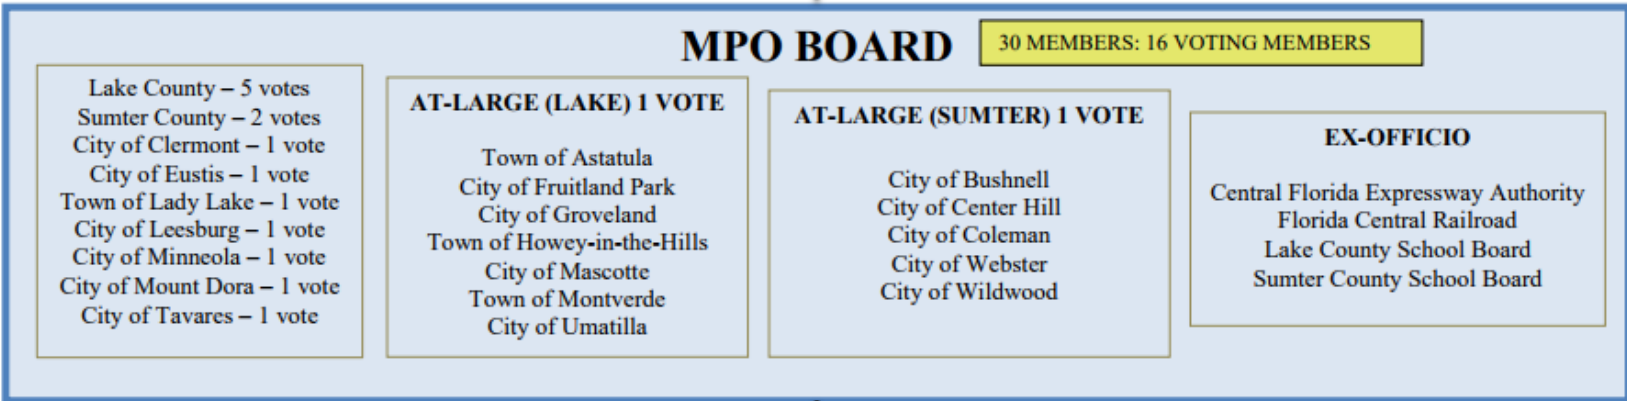 MPO BOARD
30 MEMBERS: 16 VOTING MEMBERS
Lake County – 5 votes
Sumter County – 2 votes
City of Clermont – 1 vote
City of Eustis – 1 vote
Town of Lady Lake – 1 vote
City of Leesburg – 1 vote
City of Minneola – 1 vote
City of Mount Dora – 1 vote
City of Tavares – 1 vote
AT-LARGE (LAKE) 1 VOTE
Town of Astatula
City of Fruitland Park
City of Groveland
Town of Howey-in-the-Hills
City of Mascotte
Town of Montverde
City of Umatilla
AT-LARGE (SUMTER) 1 VOTE
City of Bushnell
City of Center Hill
City of Coleman
City of Webster
City of Wildwood
EX-OFFICIO
Central Florida Expressway Authority
Florida Central Railroad
Lake County School Board
Sumter County School Board